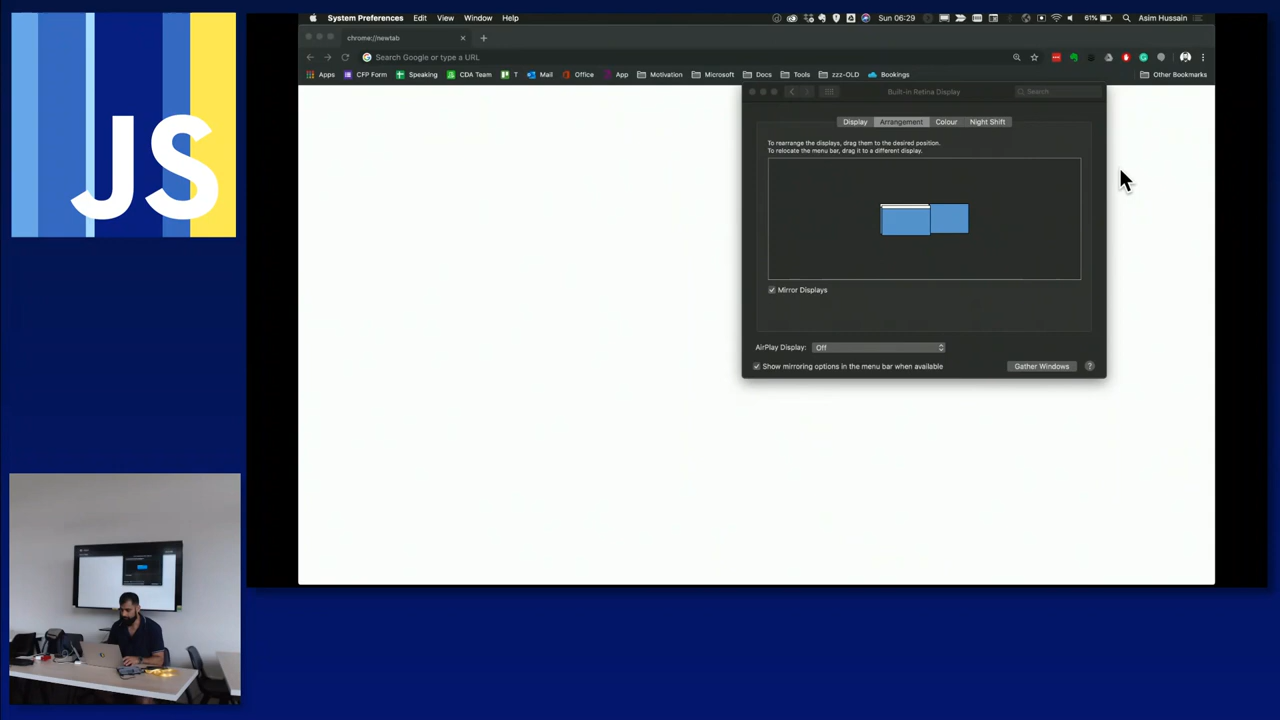 JS
System Preferences Edit View Window Help
61% Sun 06:29 Asim Hussain
chrome://newtab
Search Google or type a URL
Apps CFP Form Speaking CDA Team T Mail Office App Motivation Microsoft Docs Tools zzz-OLD Bookings Other Bookmarks
Built-in Retina Display
Search
Display Arrangement Colour Night Shift
To rearrange the displays, drag them to the desired position.
To relocate the menu bar, drag it to a different display.
Mirror Displays
AirPlay Display: Off
Show mirroring options in the menu bar when available
Gather Windows ?